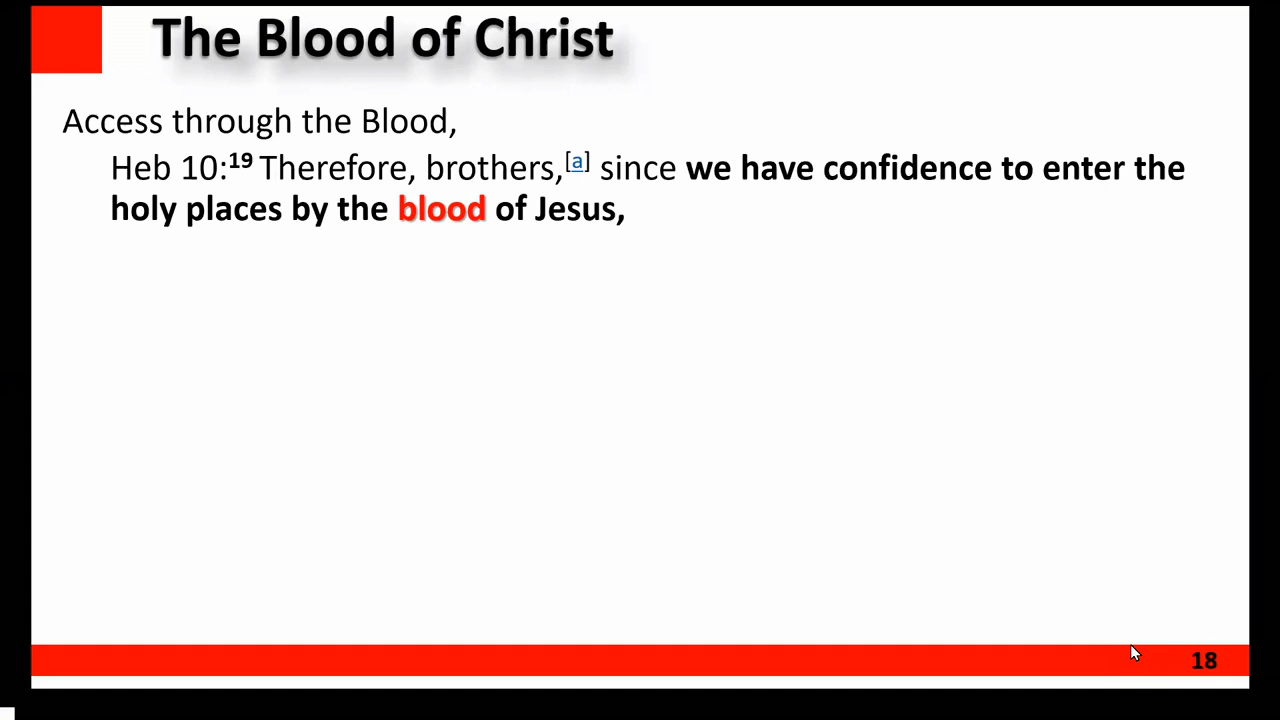 The Blood of Christ
Access through the Blood,
Heb 10:19 Therefore, brothers,[a] since we have confidence to enter the
holy places by the blood of Jesus,
18